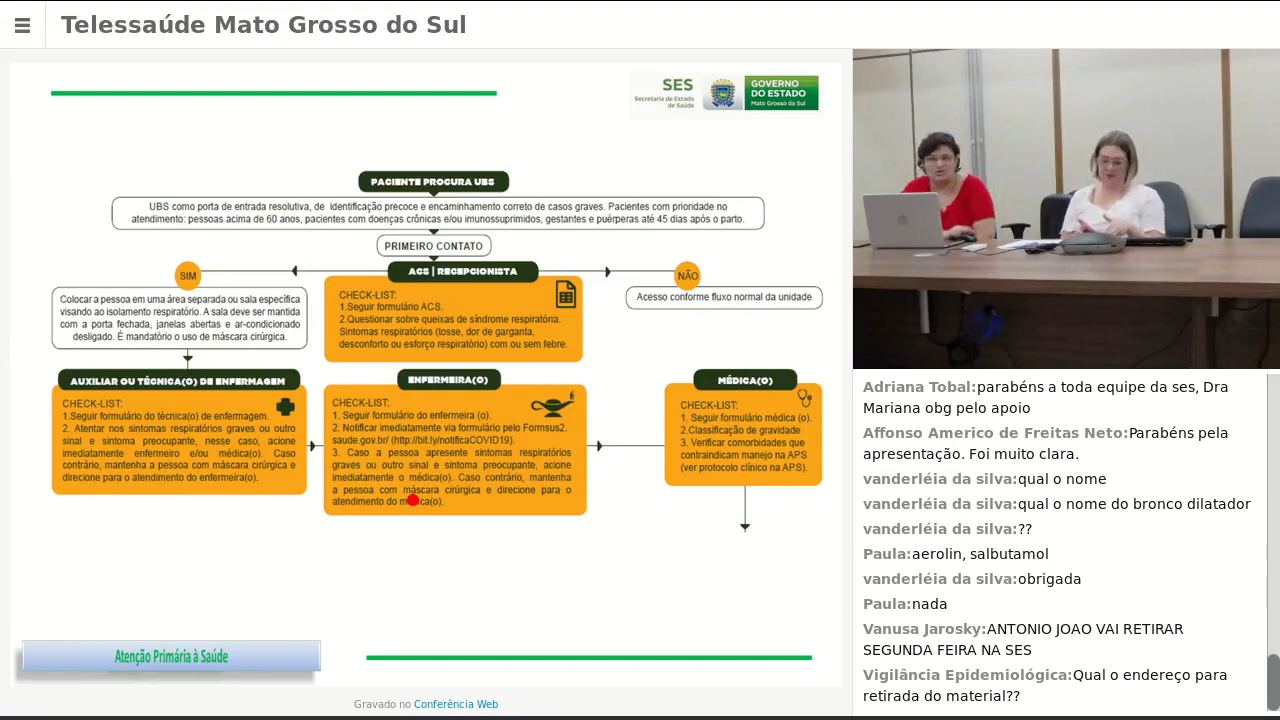 Telessaúde Mato Grosso do Sul
SES
Secretaria de Estado
de Saúde
GOVERNO
DO ESTADO
Mato Grosso do Sul
PACIENTE PROCURA UBS
UBS como porta de entrada resolutiva, de identificação precoce e encaminhamento correto de casos graves. Pacientes com prioridade no
atendimento: pessoas acima de 60 anos, pacientes com doenças crônicas e/ou imunossuprimidos, gestantes e puérperas até 45 dias após o parto.
PRIMEIRO CONTATO
SIM
ACS | RECEPCIONISTA
NÃO
Colocar a pessoa em uma área separada ou sala específica
visando ao isolamento respiratório. A sala deve ser mantida
com a porta fechada, janelas abertas e ar-condicionado
desligado. É mandatório o uso de máscara cirúrgica.
CHECK-LIST:
1.Seguir formulário ACS.
2.Questionar sobre queixas de síndrome respiratória.
Sintomas respiratórios (tosse, dor de garganta,
desconforto ou esforço respiratório) com ou sem febre.
Acesso conforme fluxo normal da unidade
AUXILIAR OU TÉCNICA(O) DE ENFERMAGEM
CHECK-LIST:
1.Seguir formulário do técnico(a) de enfermagem.
2. Atentar nos sintomas respiratórios graves ou outro
sinal e sintoma preocupante, nesse caso, acione
imediatamente enfermeiro e/ou médico(a). Caso
contrário, mantenha a pessoa com máscara cirúrgica e
direcione para o atendimento do enfermeiro(a).
ENFERMEIRA(O)
CHECK-LIST:
1. Seguir formulário do enfermeira (o).
2. Notificar imediatamente via formulário pelo Formsus2.
saude.gov.br/ (http://bit.ly/notificaCOVID19).
3. Caso a pessoa apresente sintomas respiratórios
graves ou outro sinal e sintoma preocupante, acione
imediatamente o médico(a). Caso contrário, mantenha
a pessoa com máscara cirúrgica e direcione para o
atendimento do médica(o).
MÉDICA(O)
CHECK-LIST:
1. Seguir formulário médica (o).
2.Classificação de gravidade
3. Verificar comorbidades que
contraindicam manejo na APS
(ver protocolo clínico na APS).
Atenção Primária à Saúde
Gravado no Conferência Web
Adriana Tobal:parabéns a toda equipe da ses, Dra
Mariana obg pelo apoio
Affonso Americo de Freitas Neto:Parabéns pela
apresentação. Foi muito clara.
vanderléia da silva:qual o nome
vanderléia da silva:qual o nome do bronco dilatador
vanderléia da silva:??
Paula:aerolin, salbutamol
vanderléia da silva:obrigada
Paula:nada
Vanusa Jarosky:ANTONIO JOAO VAI RETIRAR
SEGUNDA FEIRA NA SES
Vigilância Epidemiológica:Qual o endereço para
retirada do material??